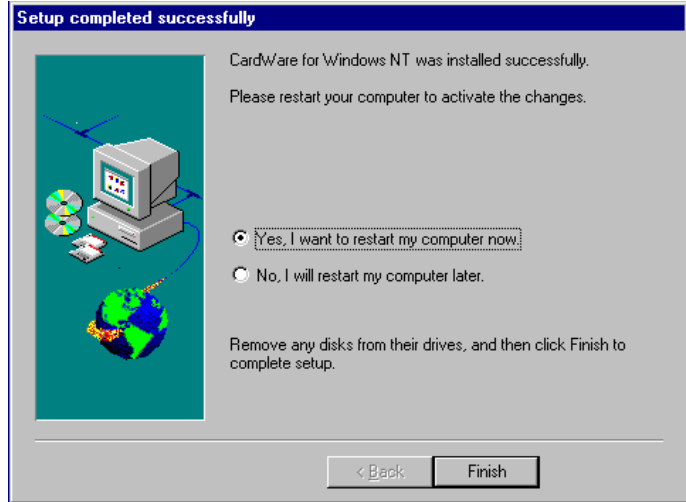 Setup completed successfully
CardWare for Windows NT was installed successfully.
Please restart your computer to activate the changes.
Yes, I want to restart my computer now.
No, I will restart my computer later.
Remove any disks from their drives, and then click Finish to
complete setup.
< Back
Finish